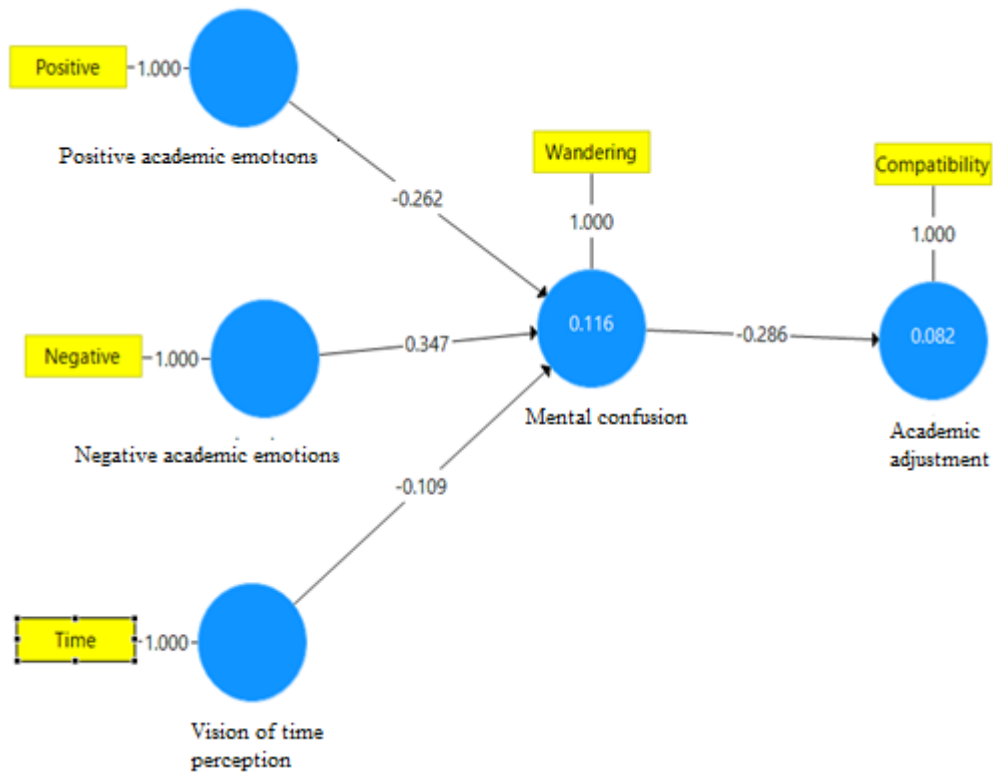 Positive
1.000
Positive academic emotions
-0.262
Wandering
1.000
Compatibility
1.000
Negative
1.000
0.347
0.116
-0.286
0.082
Negative academic emotions
Mental confusion
Academic
adjustment
-0.109
Time
1.000
Vision of time
perception